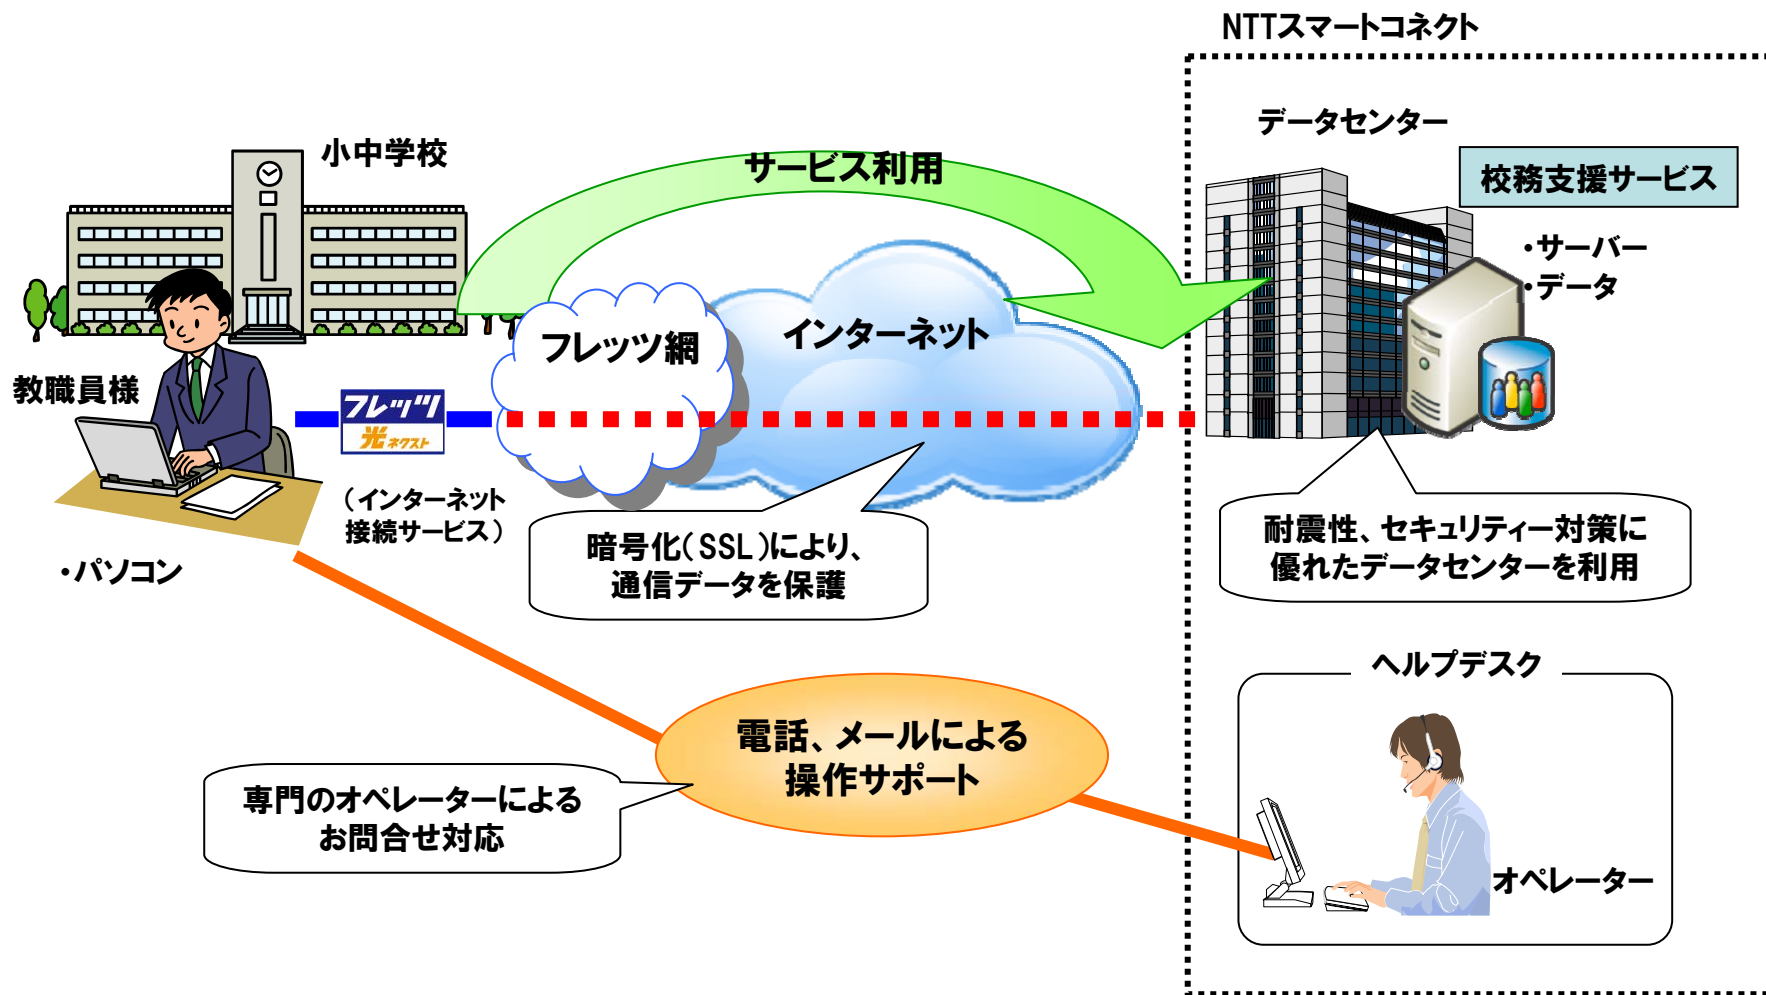 NTTスマートコネクト
データセンター
小中学校
サービス利用
校務支援サービス
・サーバー
・データ
フレッツ網
インターネット
教職員様
フレッツ
光ネクスト
（インターネット
接続サービス）
・パソコン
暗号化（SSL）により、
通信データを保護
耐震性、セキュリティー対策に
優れたデータセンターを利用
ヘルプデスク
電話、メールによる
操作サポート
専門のオペレーターによる
お問合せ対応
オペレーター